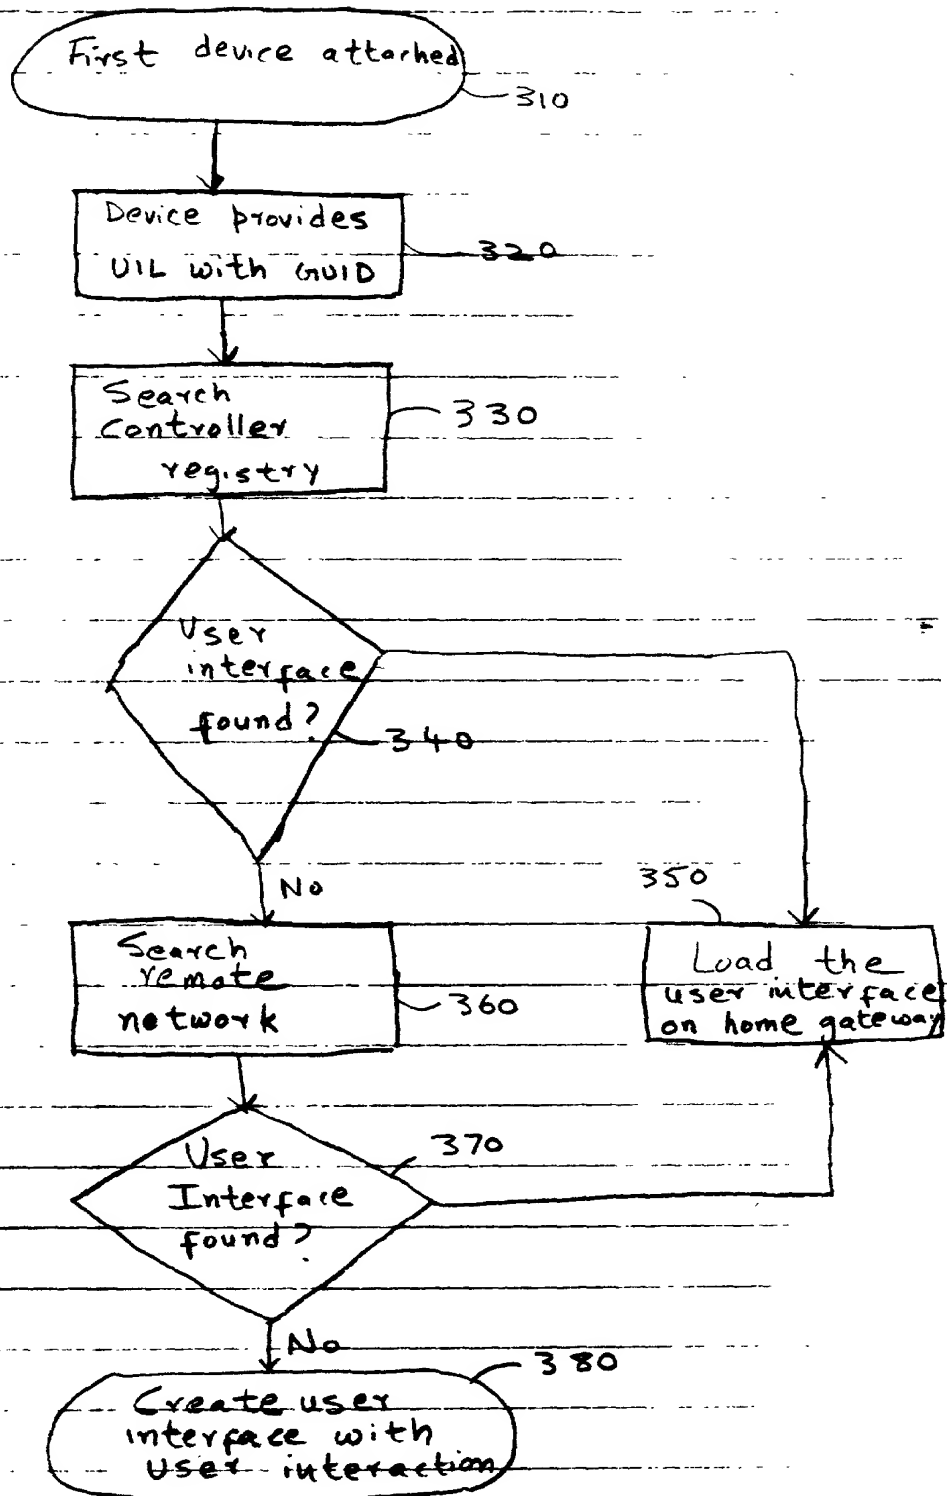 First device attached
310
Device provides
UIL with GUID
320
Search
controller
registry
330
User
interface
found?
340
No
350
Load the
user interface
on home gateway
Search
remote
network
360
User
Interface
found?
370
No
380
Create user
interface with
user interaction